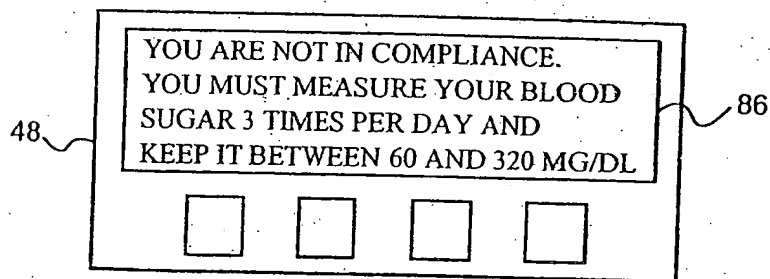 YOU ARE NOT IN COMPLIANCE.
YOU MUST MEASURE YOUR BLOOD
SUGAR 3 TIMES PER DAY AND
KEEP IT BETWEEN 60 AND 320 MG/DL
48
86